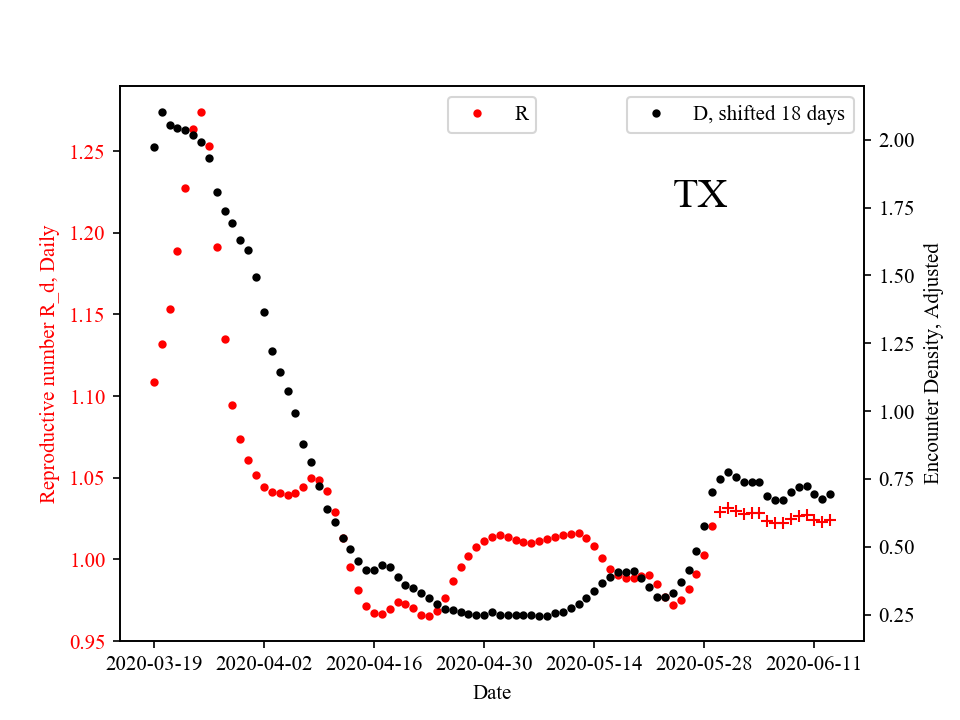 R
D, shifted 18 days
TX
Reproductive number R_d, Daily
1.25
1.20
1.15
1.10
1.05
1.00
0.95
Encounter Density, Adjusted
2.00
1.75
1.50
1.25
1.00
0.75
0.50
0.25
2020-03-19 2020-04-02 2020-04-16 2020-04-30 2020-05-14 2020-05-28 2020-06-11
Date